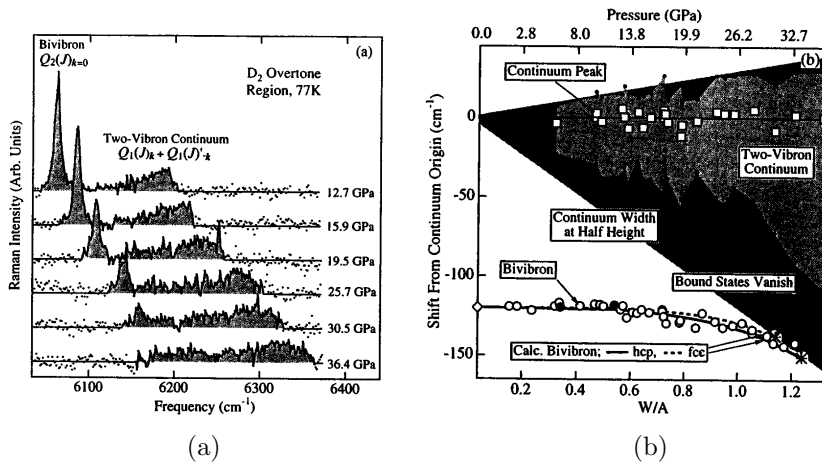 (a)
Bivibron
Q₂(J)ₖ₌₀
D₂ Overtone
Region, 77K
Two-Vibron Continuum
Q₁(J)ₖ + Q₁(J)'₋ₖ
Raman Intensity (Arb. Units)
12.7 GPa
15.9 GPa
19.5 GPa
25.7 GPa
30.5 GPa
36.4 GPa
6100 6200 6300 6400
Frequency (cm⁻¹)
(a)
Pressure (GPa)
0.0 8.0 13.8 19.9 26.2 32.7
(b)
Continuum Peak
Two-Vibron
Continuum
Continuum Width
at Half Height
Bound States Vanish
Bivibron
Calc. Bivibron; hcp, fcc
Shift From Continuum Origin (cm⁻¹)
50
0
-50
-100
-150
0.2 0.4 0.6 0.8 1.0 1.2
W/A
(b)